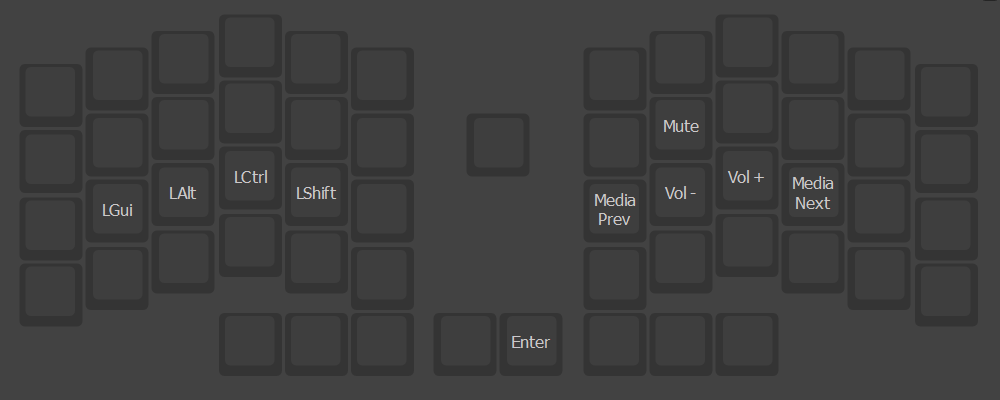 Mute
LGui
LAlt
LCtrl
LShift
Media
Prev
Vol -
Vol +
Media
Next
Enter